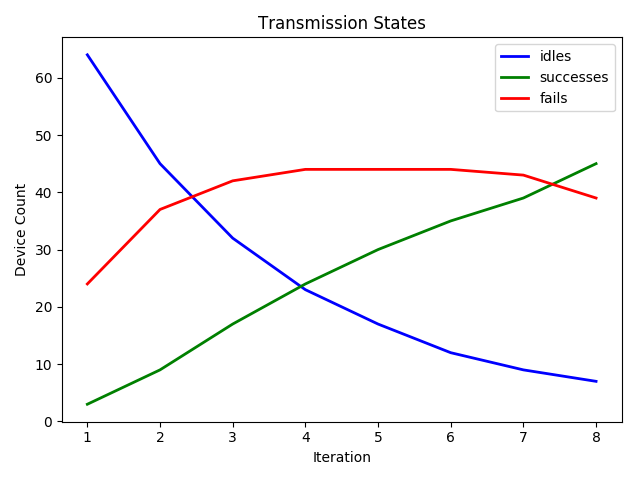 Transmission States
idles
successes
fails
Device Count
60
50
40
30
20
10
0
1 2 3 4 5 6 7 8
Iteration